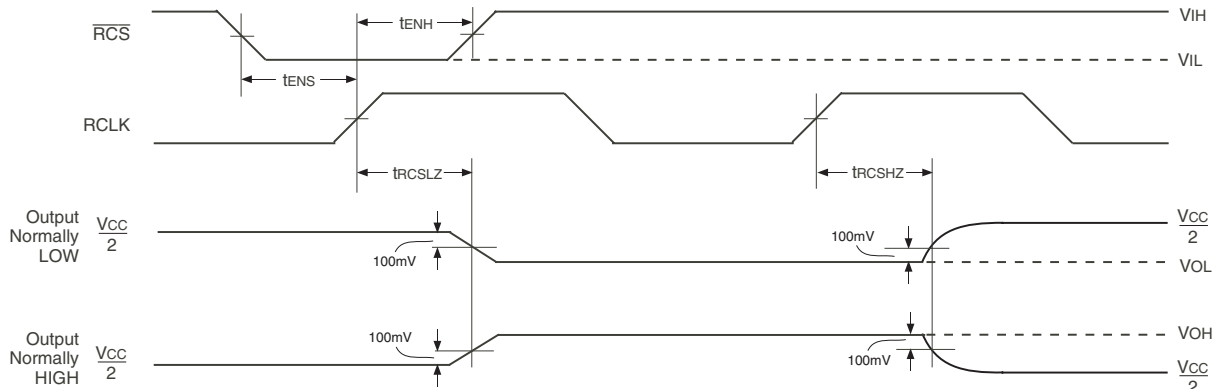 tENH
VIH
RCS
VIL
tENS
RCLK
tRCSLZ
tRCSHZ
Output
Normally
LOW
VCC
2
100mV
100mV
VCC
2
VOL
Output
Normally
HIGH
VCC
2
100mV
100mV
VOH
VCC
2